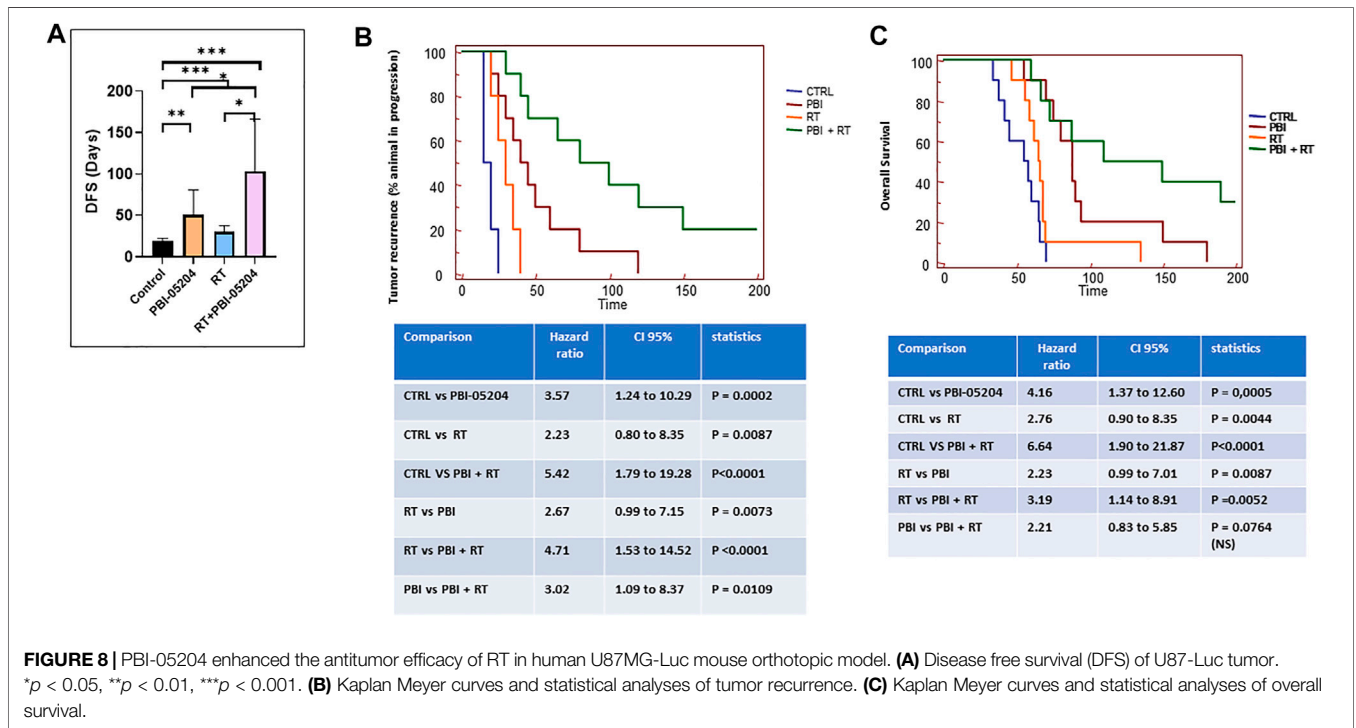 A
***
***
*
**
*
200
150
100
50
0
DFS (Days)
Control
PBI-05204
RT
RT+PBI-05204
B
100
80
60
40
20
0
Tumor recurrence (% animal in progression)
0 50 100 150 200
Time
CTRL
PBI
RT
PBI + RT
Comparison Hazard ratio CI 95% statistics
CTRL vs PBI-05204 3.57 1.24 to 10.29 P = 0.0002
CTRL vs RT 2.23 0.80 to 8.35 P = 0.0087
CTRL VS PBI + RT 5.42 1.79 to 19.28 P<0.0001
RT vs PBI 2.67 0.99 to 7.15 P = 0.0073
RT vs PBI + RT 4.71 1.53 to 14.52 P <0.0001
PBI vs PBI + RT 3.02 1.09 to 8.37 P = 0.0109
C
100
80
60
40
20
0
Overall Survival
0 50 100 150 200
Time
CTRL
PBI
RT
PBI + RT
Comparison Hazard ratio CI 95% statistics
CTRL vs PBI-05204 4.16 1.37 to 12.60 P = 0,0005
CTRL vs RT 2.76 0.90 to 8.35 P = 0.0044
CTRL VS PBI + RT 6.64 1.90 to 21.87 P<0.0001
RT vs PBI 2.23 0.99 to 7.01 P = 0.0087
RT vs PBI + RT 3.19 1.14 to 8.91 P =0.0052
PBI vs PBI + RT 2.21 0.83 to 5.85 P = 0.0764
(NS)
FIGURE 8 | PBI-05204 enhanced the antitumor efficacy of RT in human U87MG-Luc mouse orthotopic model. (A) Disease free survival (DFS) of U87-Luc tumor.
*p < 0.05, **p < 0.01, ***p < 0.001. (B) Kaplan Meyer curves and statistical analyses of tumor recurrence. (C) Kaplan Meyer curves and statistical analyses of overall
survival.